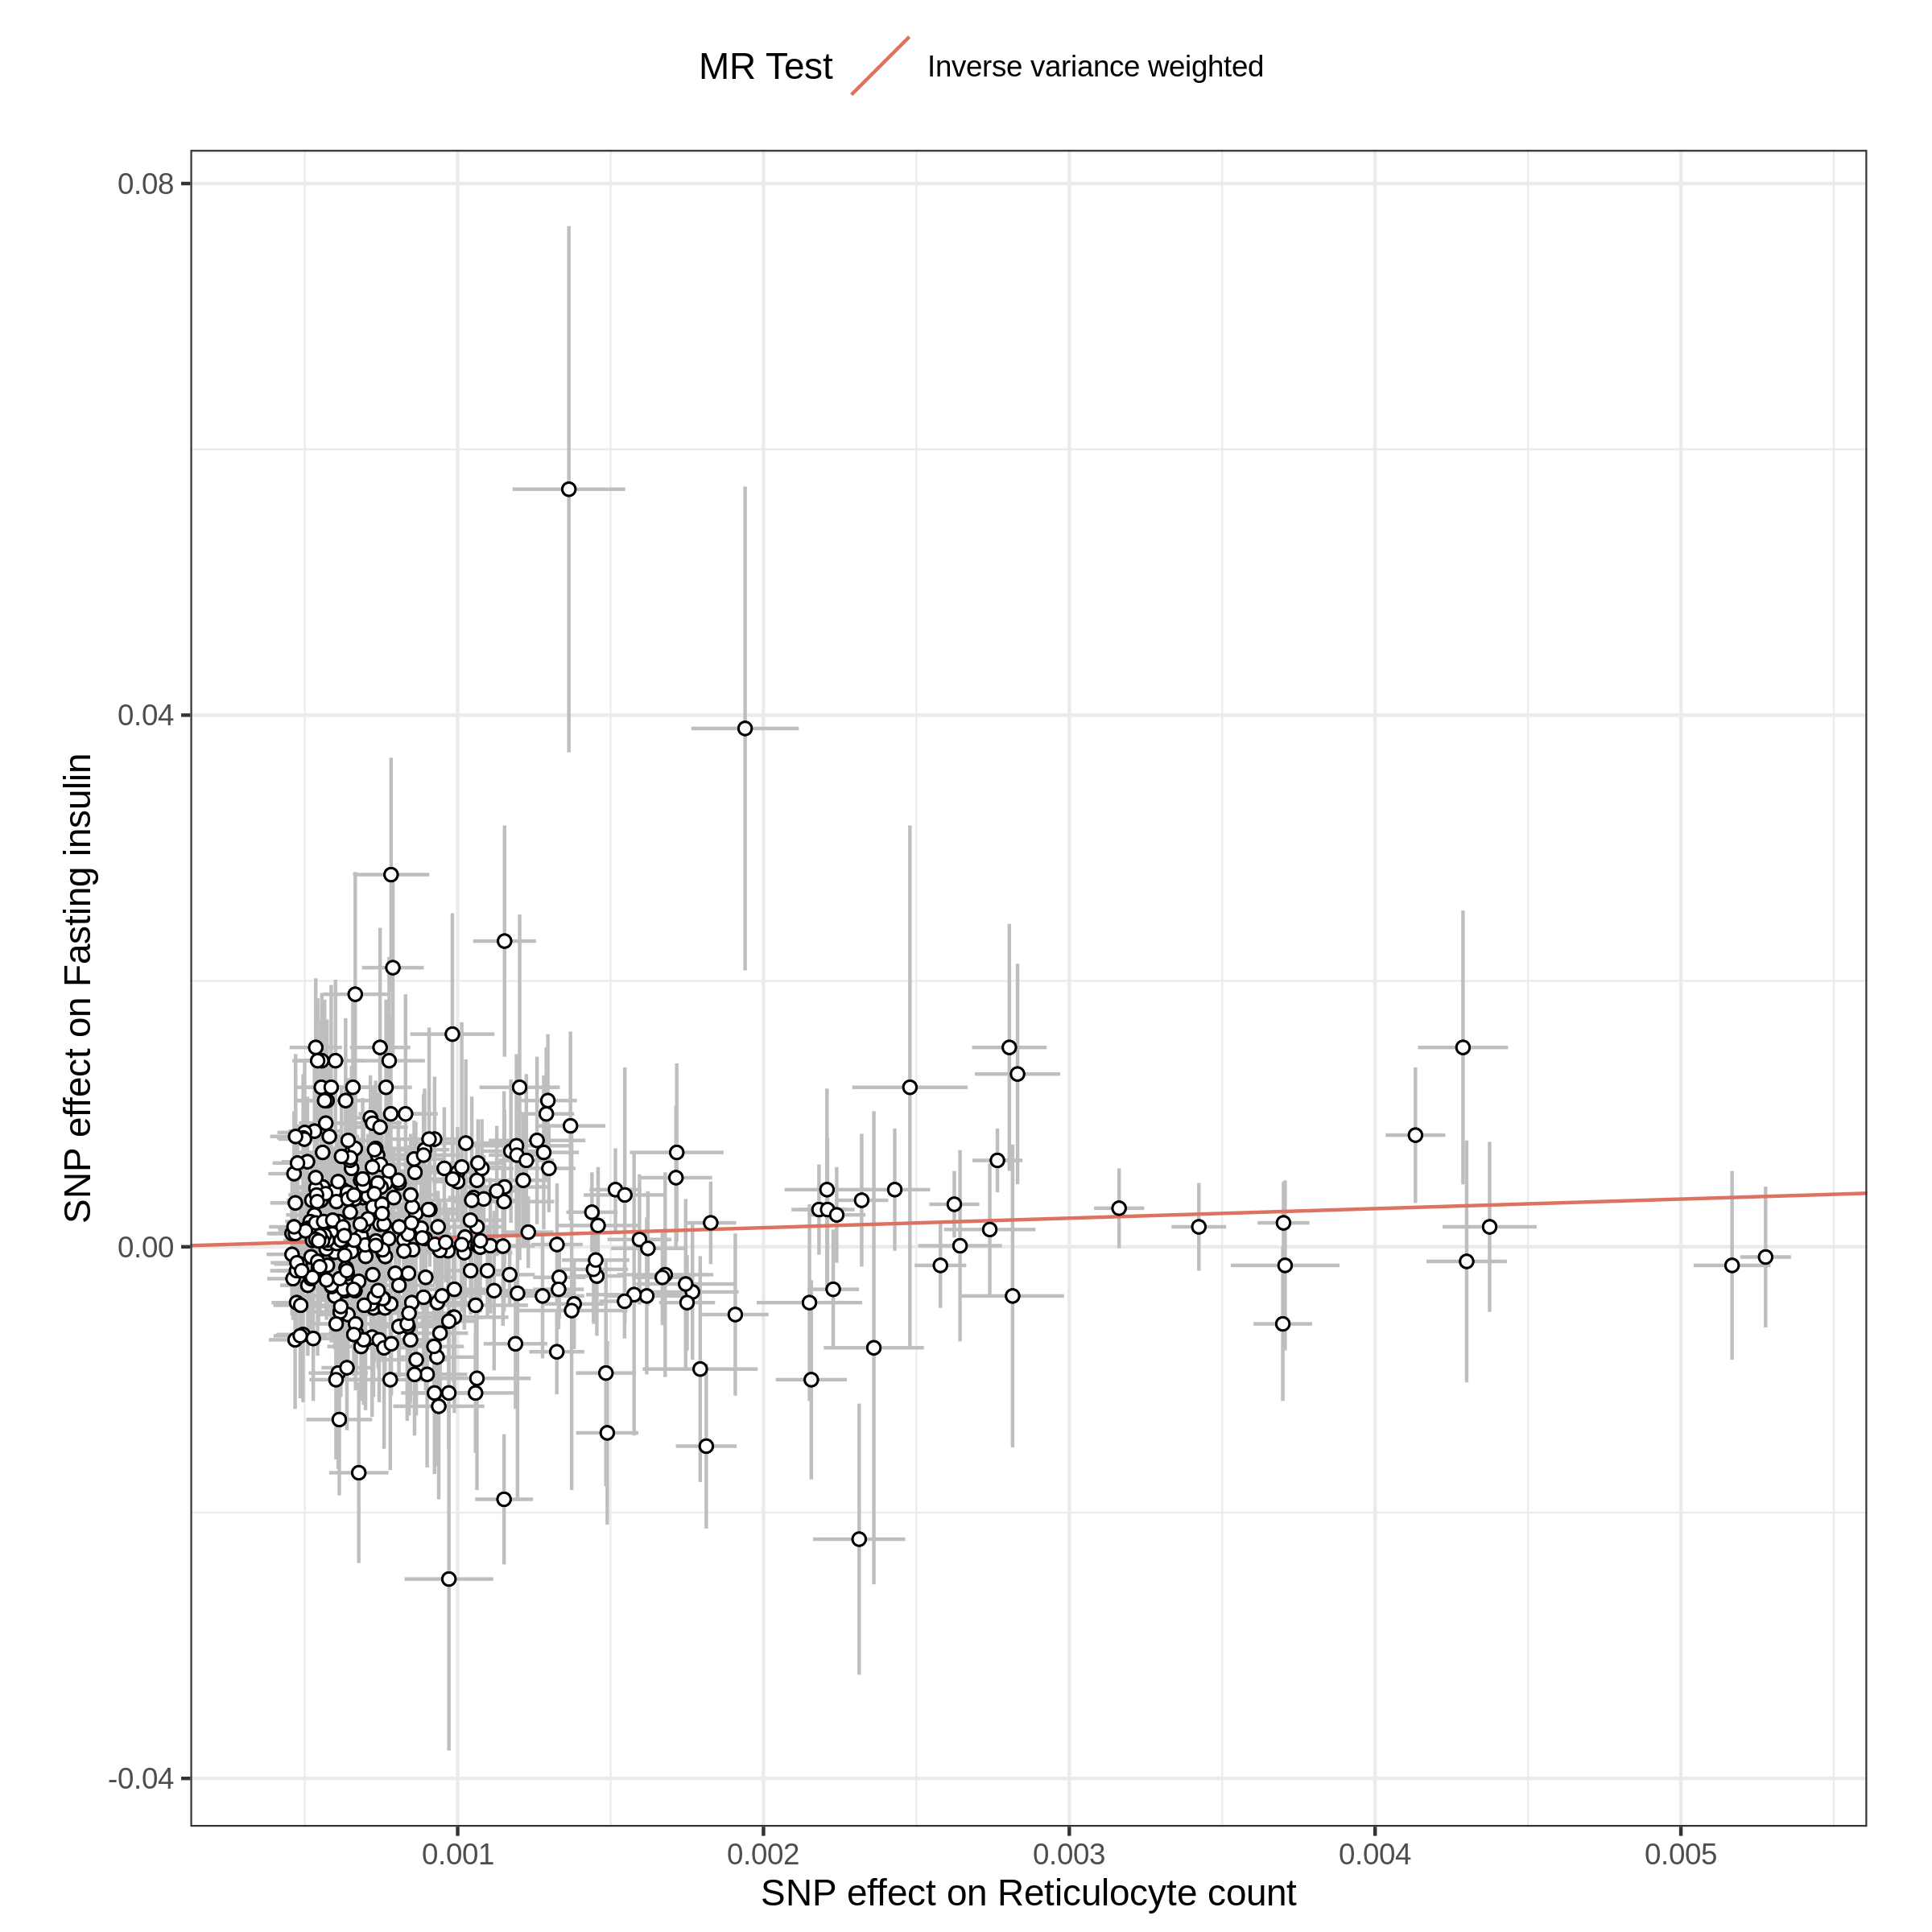 MR Test Inverse variance weighted
0.08
0.04
0.00
-0.04
SNP effect on Fasting insulin
0.001 0.002 0.003 0.004 0.005
SNP effect on Reticulocyte count